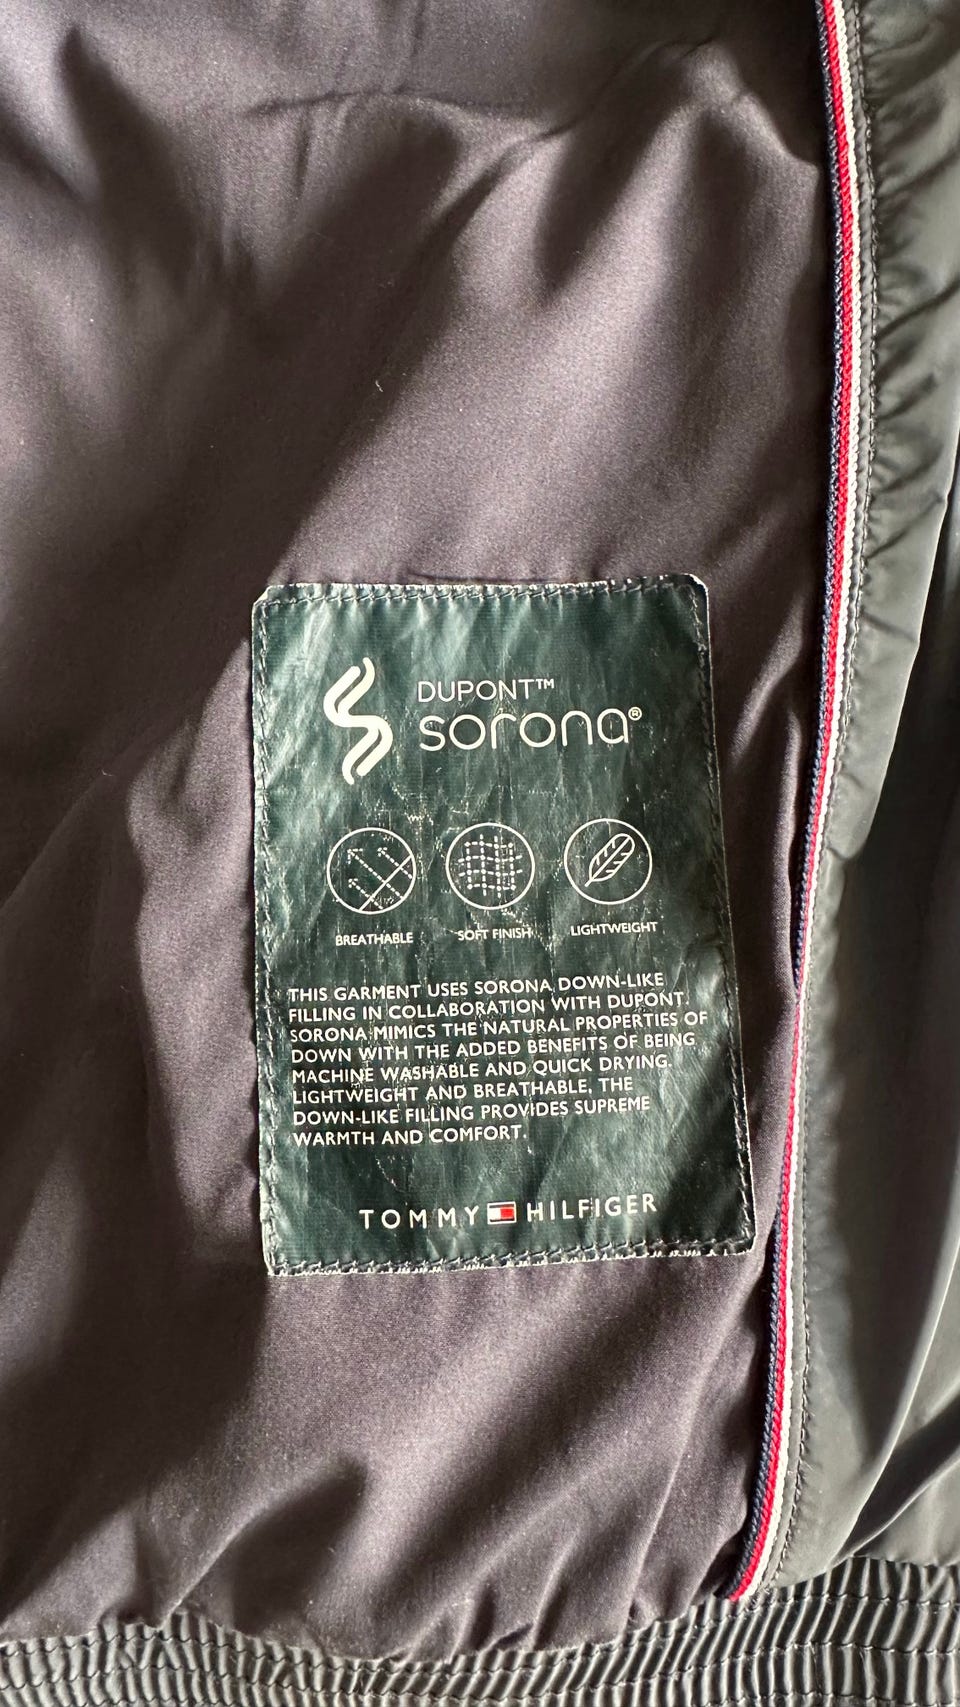 DUPONT™
sorona®
BREATHABLE SOFT FINISH LIGHTWEIGHT
THIS GARMENT USES SORONA DOWN-LIKE
FILLING IN COLLABORATION WITH DUPONT.
SORONA MIMICS THE NATURAL PROPERTIES OF
DOWN WITH THE ADDED BENEFITS OF BEING
MACHINE WASHABLE AND QUICK DRYING.
LIGHTWEIGHT AND BREATHABLE, THE
DOWN-LIKE FILLING PROVIDES SUPREME
WARMTH AND COMFORT.
TOMMY HILFIGER